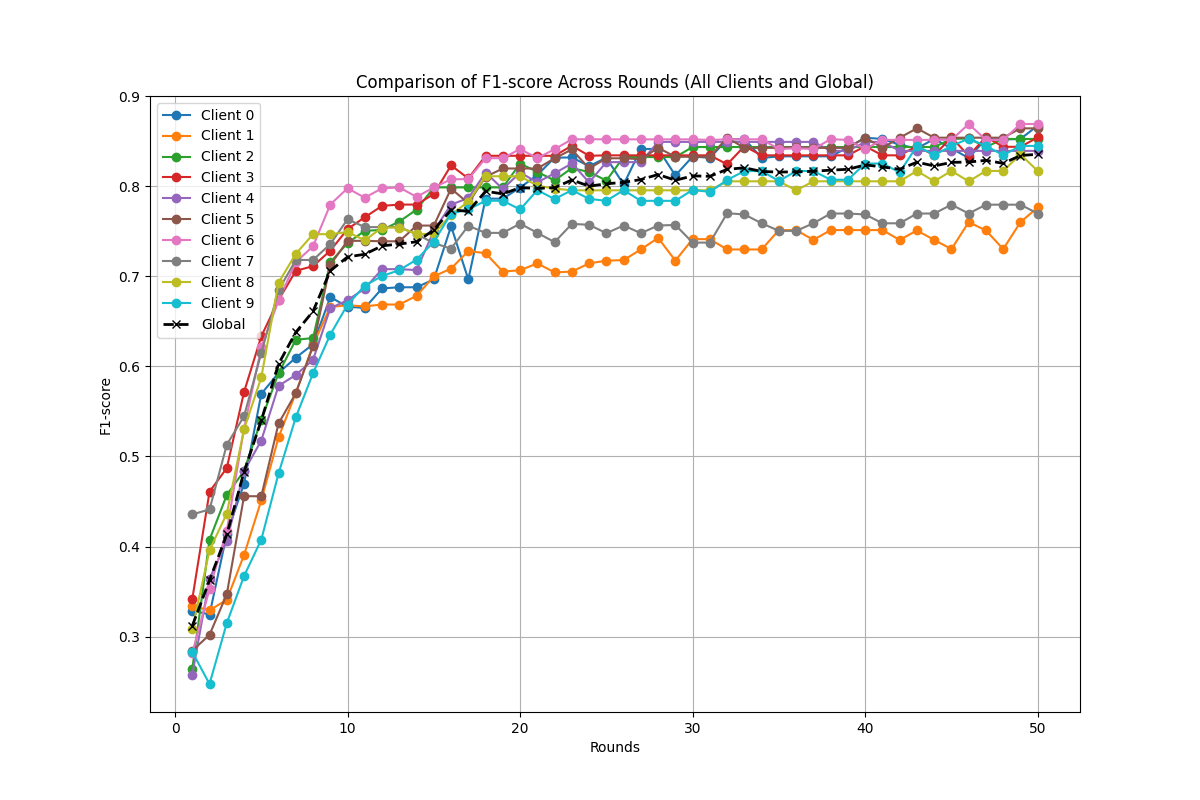 Comparison of F1-score Across Rounds (All Clients and Global)
0.9
0.8
0.7
0.6
0.5
0.4
0.3
F1-score
Client 0
Client 1
Client 2
Client 3
Client 4
Client 5
Client 6
Client 7
Client 8
Client 9
Global
0 10 20 30 40 50
Rounds